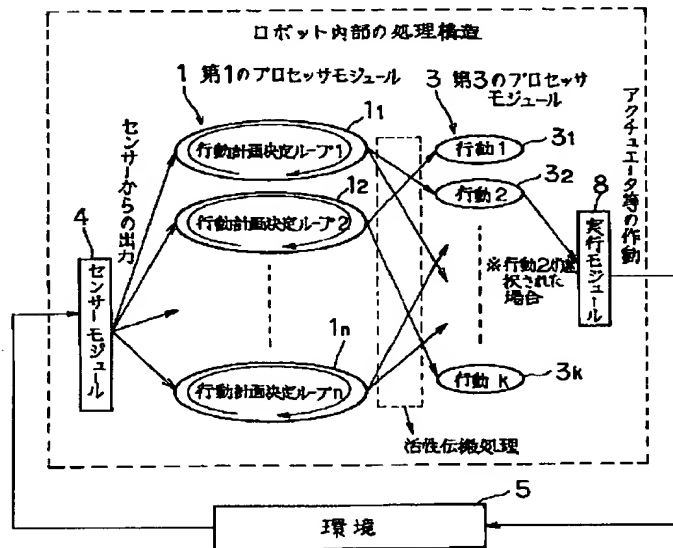 ロボット内部の処理構造
1 第1のプロセッサモジュール
3 第3のプロセッサ
モジュール
アクチュエータ等の作動
センサーからの出力
4
センサーモジュール
1₁
行動計画決定ループ1
1₂
行動計画決定ループ2
1n
行動計画決定ループn
3₁
行動1
3₂
行動2
8
実行モジュール
※行動2が選
択された
場合
3k
行動k
活性伝搬処理
5
環境